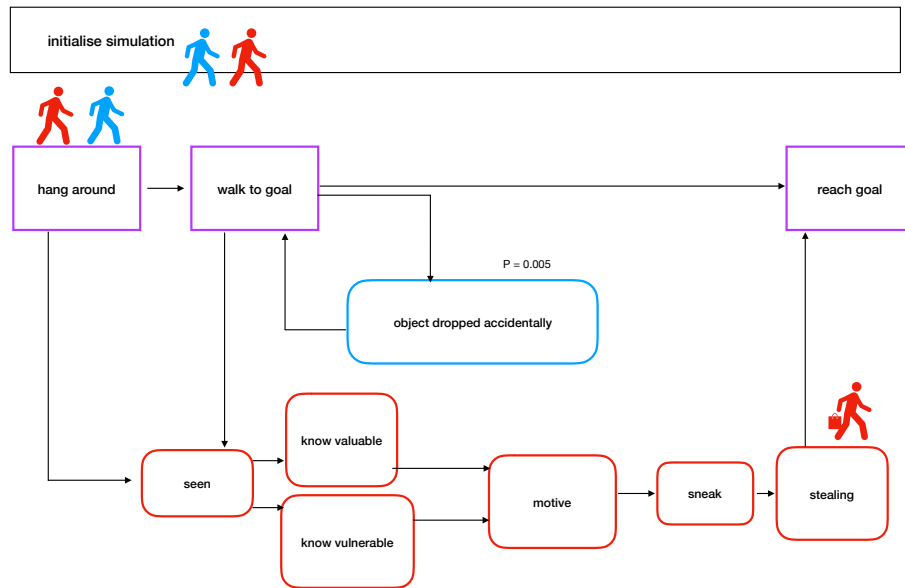 initialise simulation
hang around
walk to goal
reach goal
P = 0.005
object dropped accidentally
know valuable
seen
motive
sneak
stealing
know vulnerable